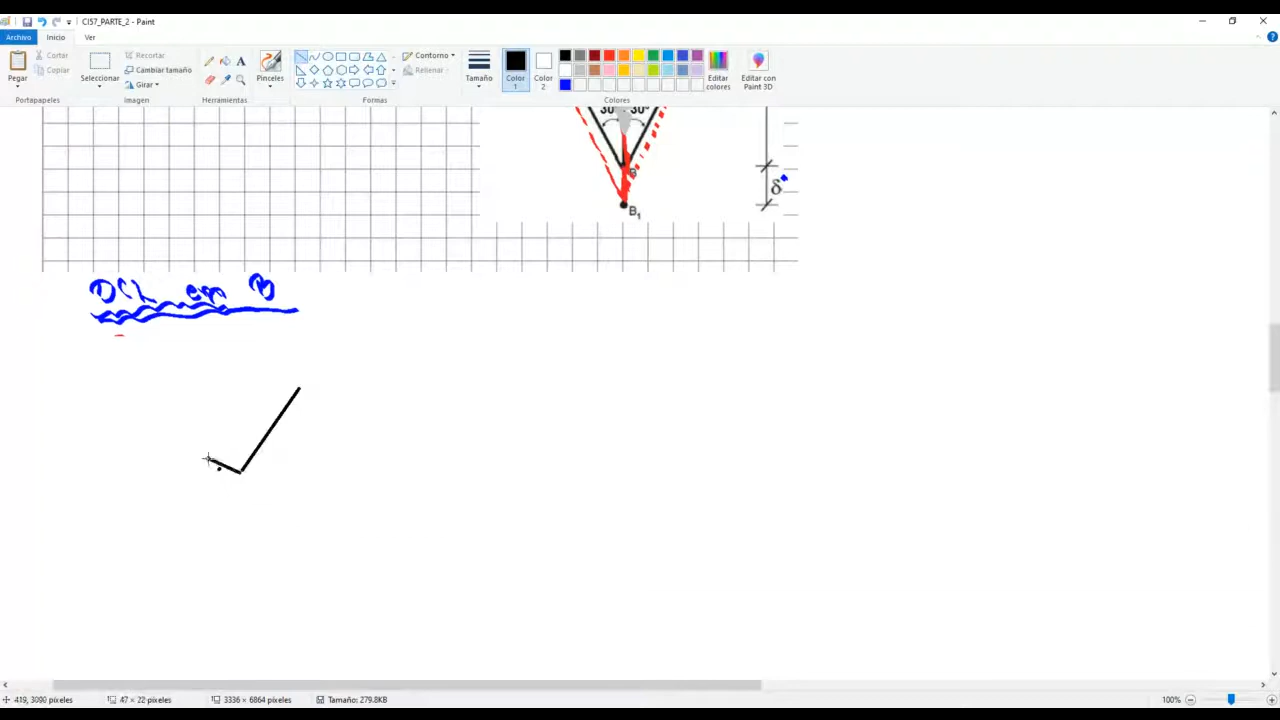 CI57_PARTE_2 - Paint
Archivo
Inicio
Ver
Pegar
Cortar
Copiar
Portapapeles
Seleccionar
Recortar
Cambiar tamaño
Girar
Imagen
A
Herramientas
Pinceles
Contorno
Rellenar
Formas
Tamaño
Color 1
Color 2
Editar colores
Editar con Paint 3D
Colores
30° 30°
B
δ
B₁
DCL en B
419, 3090 píxeles
47 × 22 píxeles
3336 × 6864 píxeles
Tamaño: 279.8KB
100%